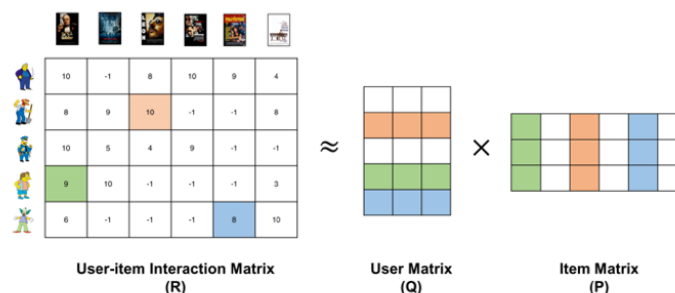 10 -1 8 10 9 4
8 9 10 -1 -1 8
10 5 4 9 -1 -1
9 10 -1 -1 -1 3
6 -1 -1 -1 8 10
≈ ×
User-item Interaction Matrix User Matrix Item Matrix
(R) (Q) (P)